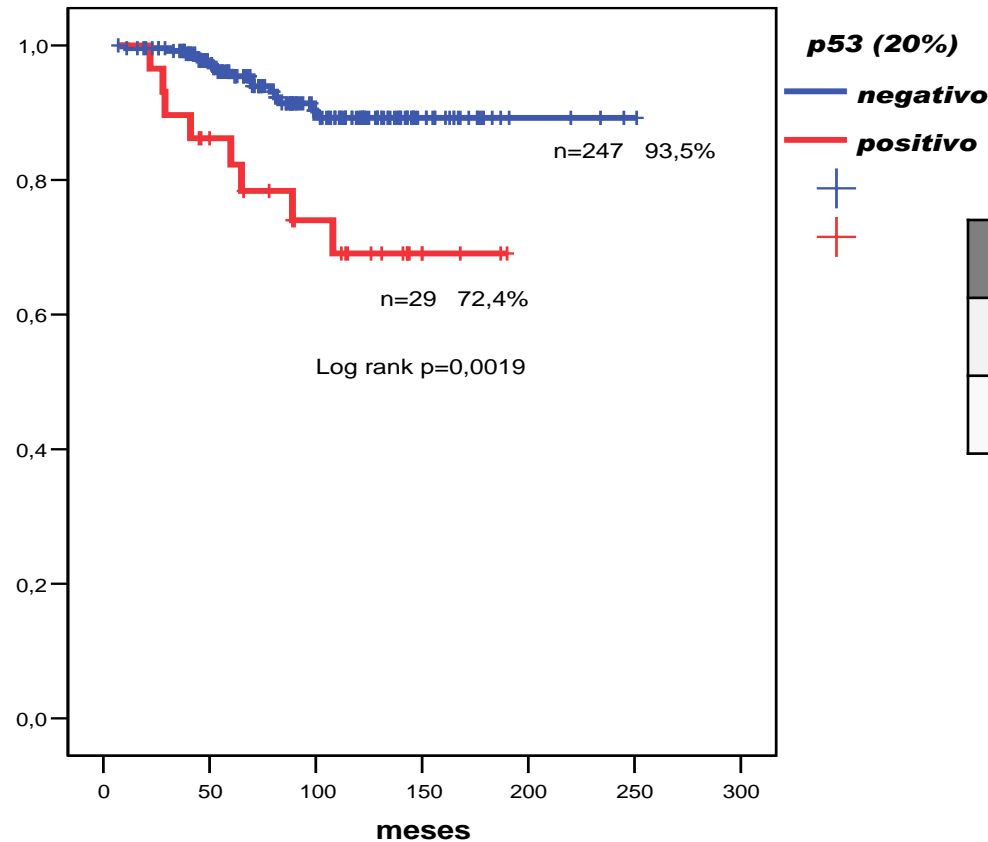 1,0
0,8
0,6
0,4
0,2
0,0
0 50 100 150 200 250 300
meses
n=247 93,5%
n=29 72,4%
Log rank p=0,0019
p53 (20%)
negativo
positivo